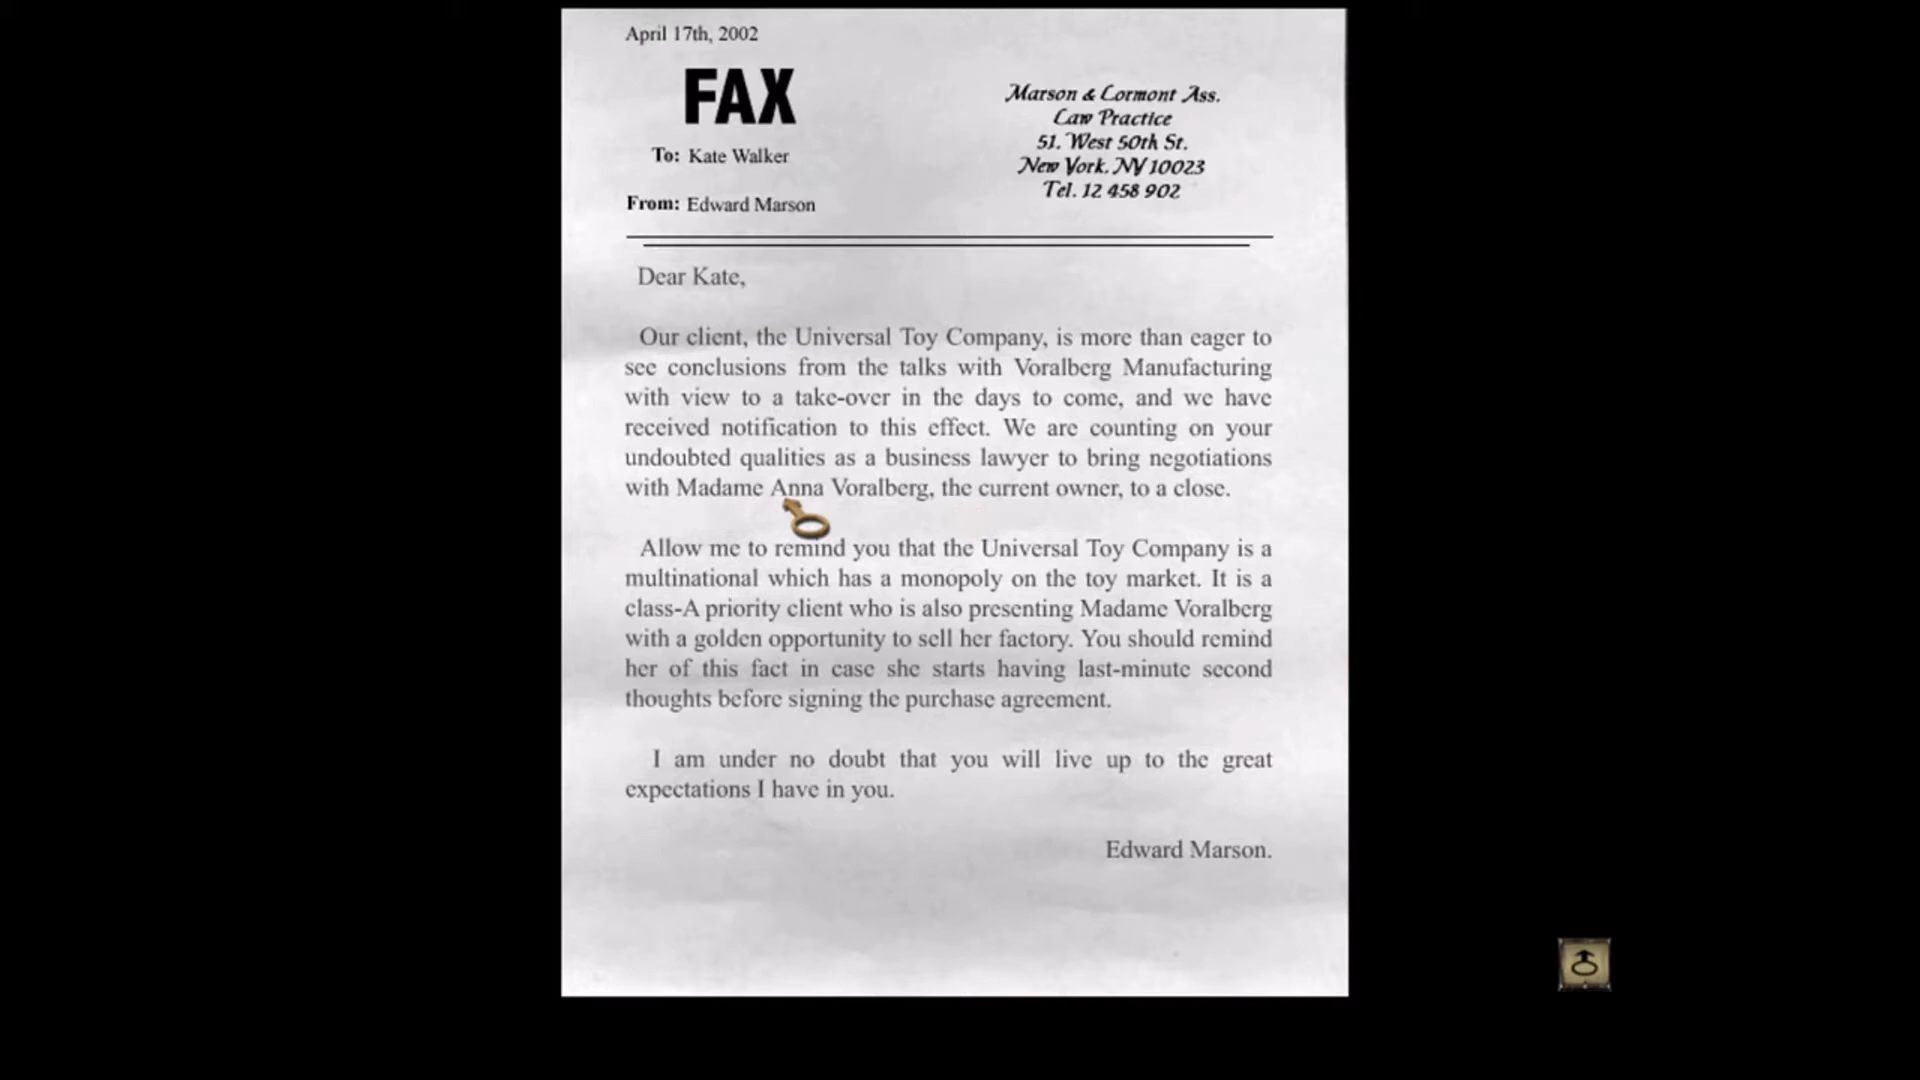 April 17th, 2002
FAX
To: Kate Walker
From: Edward Marson
Marson & Lormont Ass.
Law Practice
51. West 50th St.
New York. NY 10023
Tel. 12 458 902
Dear Kate,
Our client, the Universal Toy Company, is more than eager to
see conclusions from the talks with Voralberg Manufacturing
with view to a take-over in the days to come, and we have
received notification to this effect. We are counting on your
undoubted qualities as a business lawyer to bring negotiations
with Madame Anna Voralberg, the current owner, to a close.
Allow me to remind you that the Universal Toy Company is a
multinational which has a monopoly on the toy market. It is a
class-A priority client who is also presenting Madame Voralberg
with a golden opportunity to sell her factory. You should remind
her of this fact in case she starts having last-minute second
thoughts before signing the purchase agreement.
I am under no doubt that you will live up to the great
expectations I have in you.
Edward Marson.